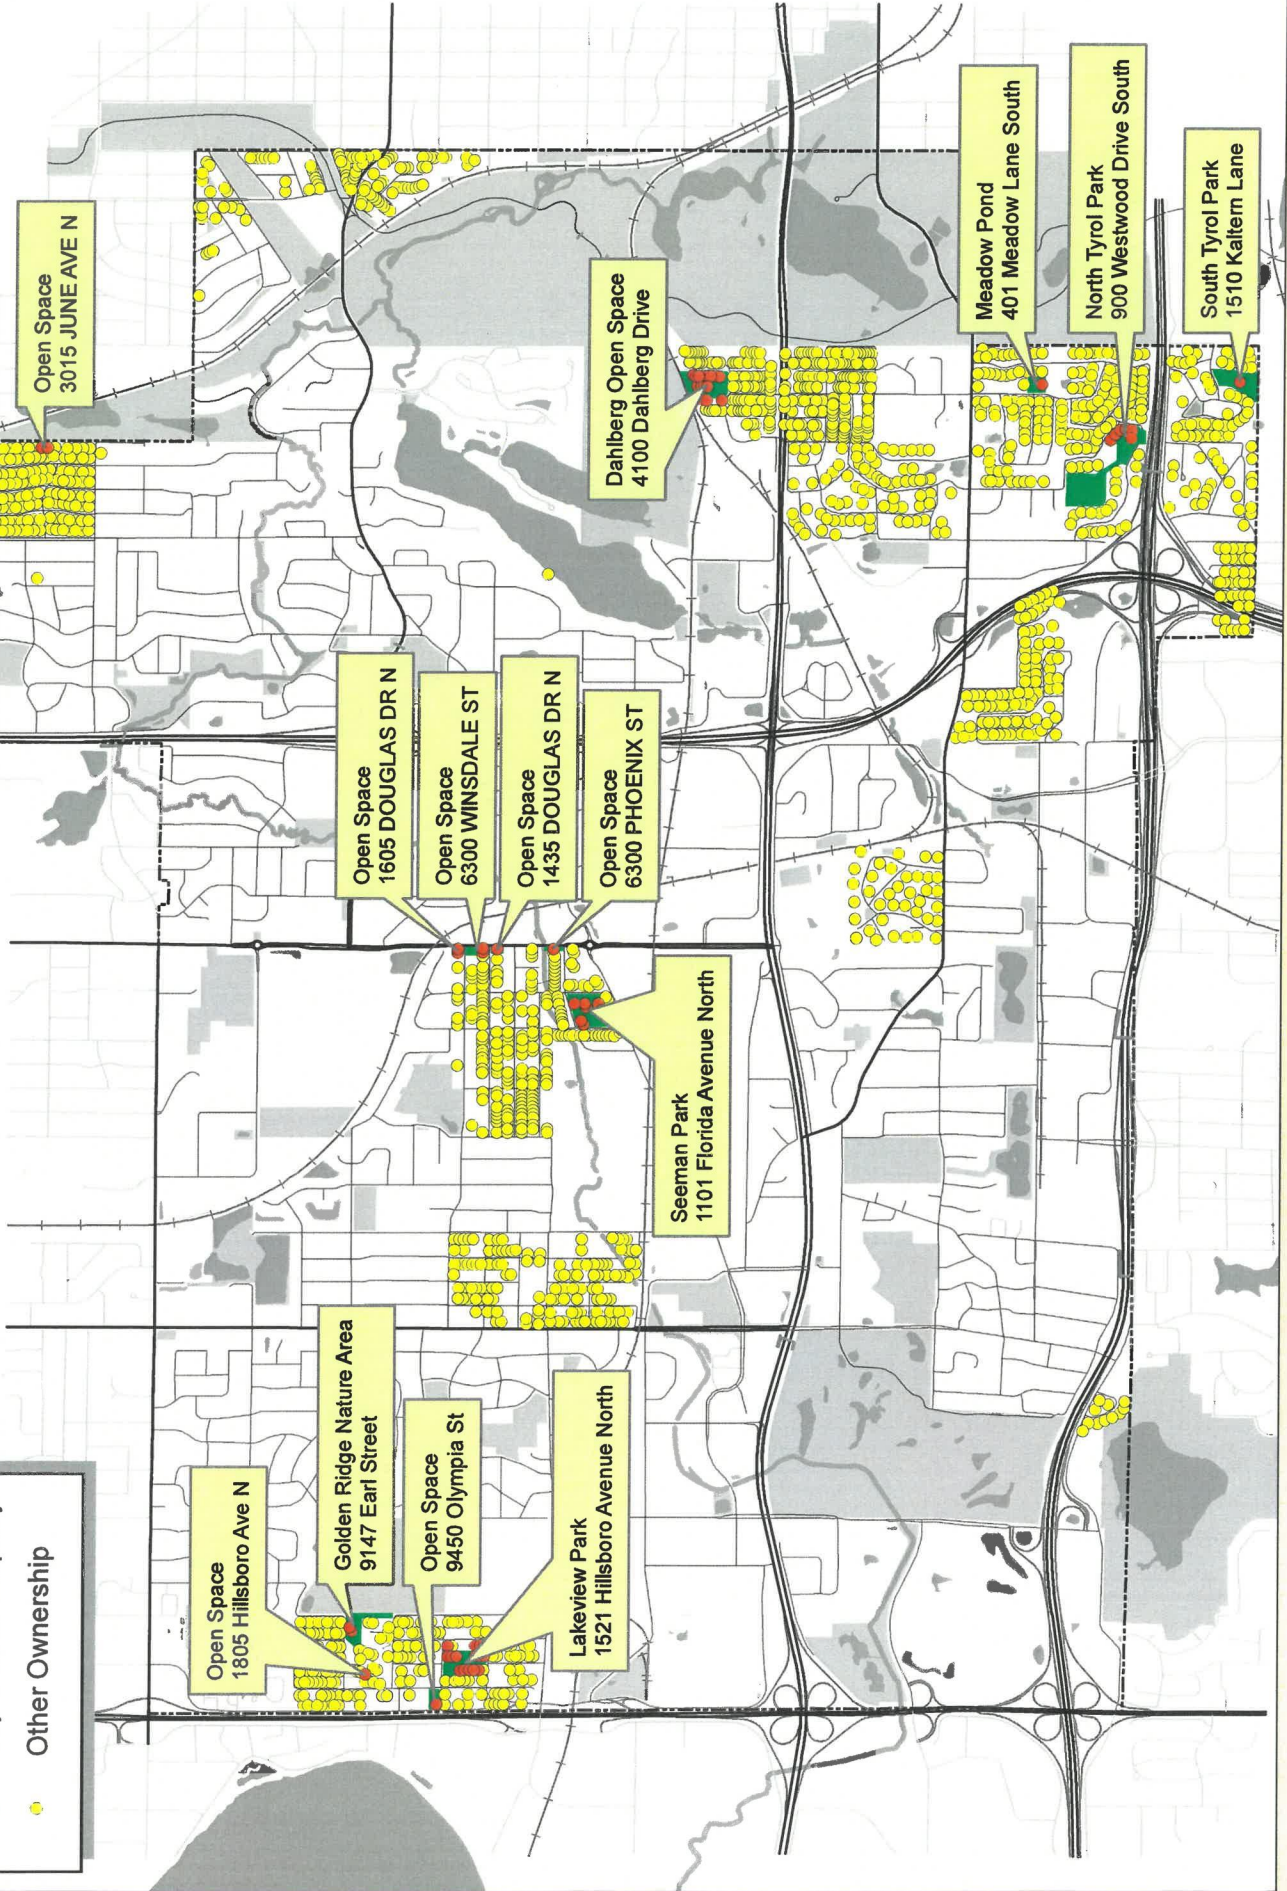 Other Ownership
Open Space
1805 Hillsboro Ave N
Golden Ridge Nature Area
9147 Earl Street
Open Space
9450 Olympia St
Lakeview Park
1521 Hillsboro Avenue North
Seeman Park
1101 Florida Avenue North
Open Space
1605 DOUGLAS DR N
Open Space
6300 WINSDALE ST
Open Space
1435 DOUGLAS DR N
Open Space
6300 PHOENIX ST
Open Space
3015 JUNE AVE N
Dahlberg Open Space
4100 Dahlberg Drive
Meadow Pond
401 Meadow Lane South
North Tyrol Park
900 Westwood Drive South
South Tyrol Park
1510 Kaltern Lane